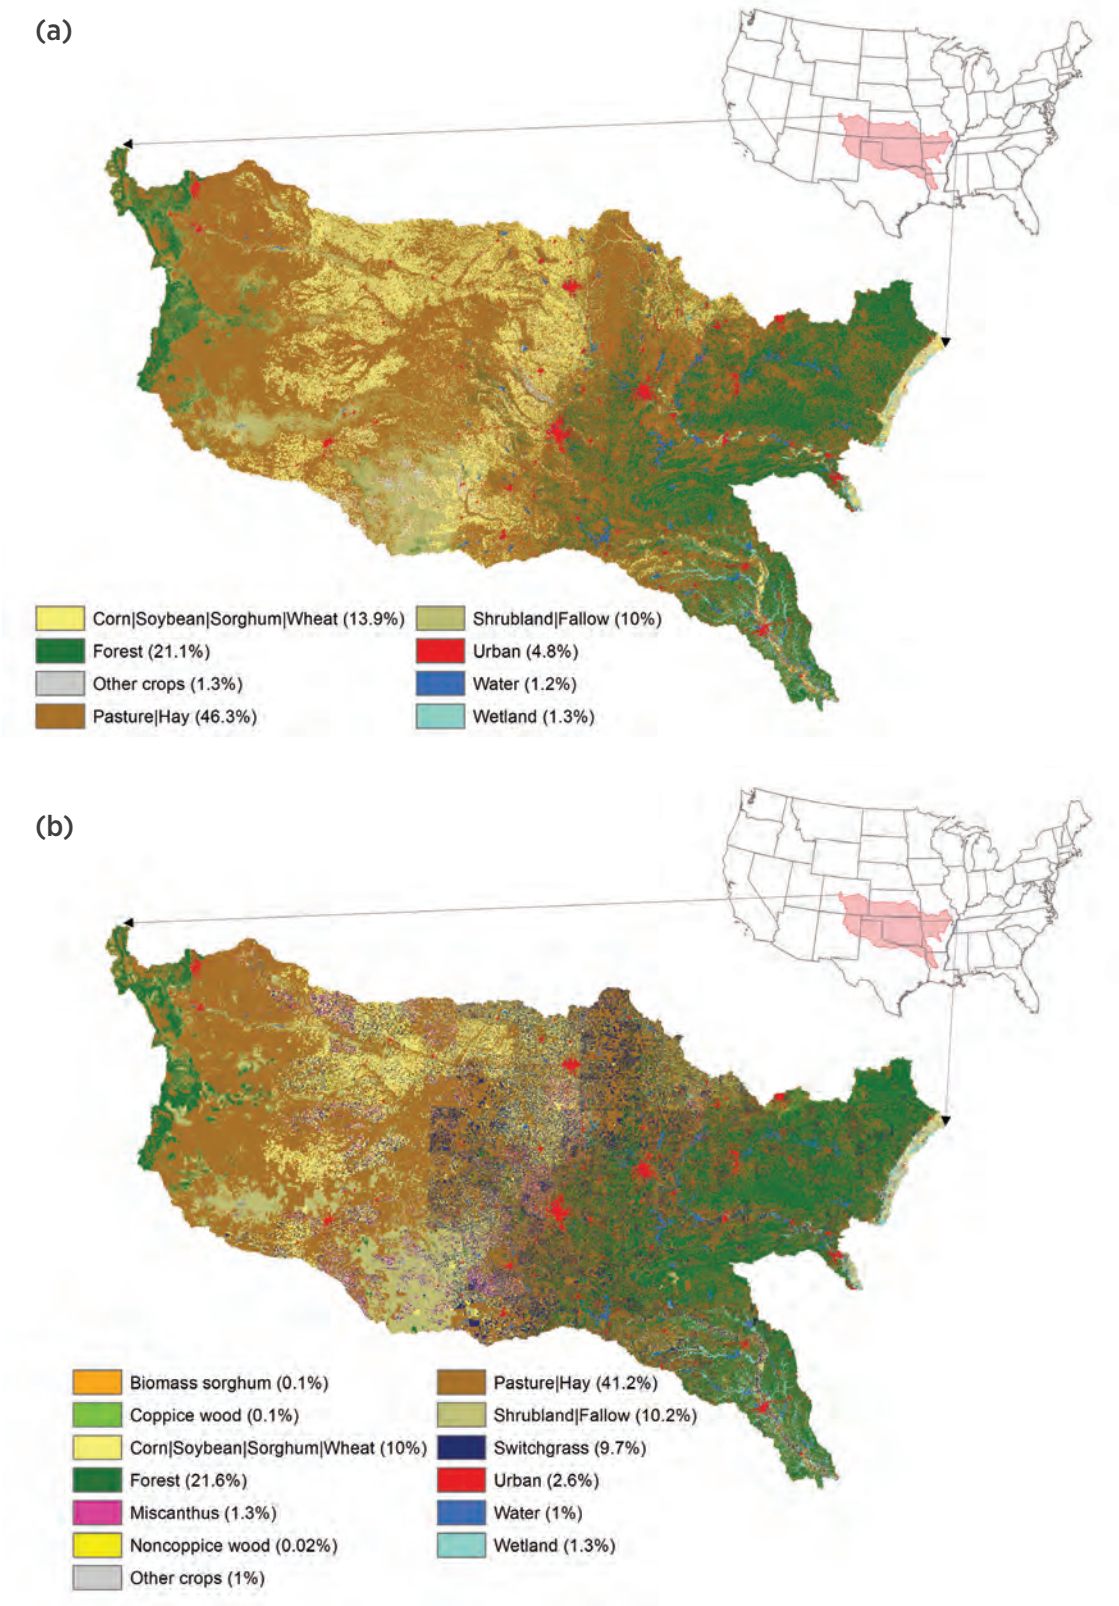 (a)
Corn|Soybean|Sorghum|Wheat (13.9%)
Forest (21.1%)
Other crops (1.3%)
Pasture|Hay (46.3%)
Shrubland|Fallow (10%)
Urban (4.8%)
Water (1.2%)
Wetland (1.3%)
(b)
Biomass sorghum (0.1%)
Coppice wood (0.1%)
Corn|Soybean|Sorghum|Wheat (10%)
Forest (21.6%)
Miscanthus (1.3%)
Noncoppice wood (0.02%)
Other crops (1%)
Pasture|Hay (41.2%)
Shrubland|Fallow (10.2%)
Switchgrass (9.7%)
Urban (2.6%)
Water (1%)
Wetland (1.3%)